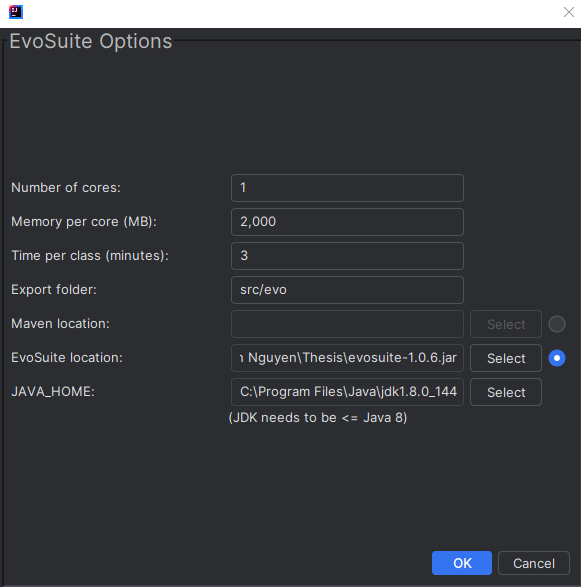 EvoSuite Options
Number of cores: 1
Memory per core (MB): 2,000
Time per class (minutes): 3
Export folder: src/evo
Maven location: Select
EvoSuite location: Nguyen\Thesis\evosuite-1.0.6.jar Select
JAVA_HOME: C:\Program Files\Java\jdk1.8.0_144 Select
(JDK needs to be <= Java 8)
OK Cancel